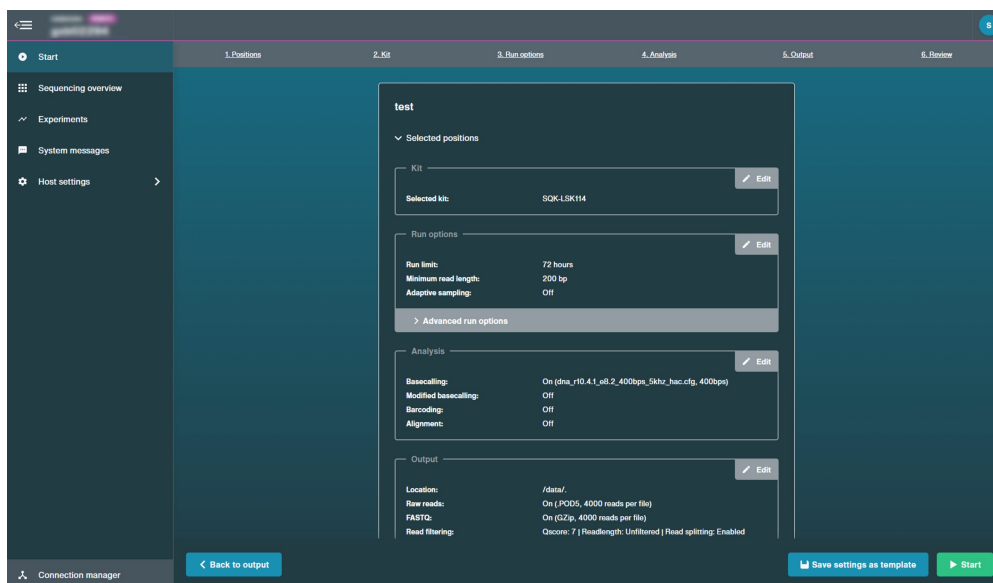 S
Start
1. Positions
2. Kit
3. Run options
4. Analysis
5. Output
6. Review
Sequencing overview
Experiments
System messages
Host settings
test
Selected positions
Kit
Edit
Selected kit: SQK-LSK114
Run options
Edit
Run limit: 72 hours
Minimum read length: 200 bp
Adaptive sampling: Off
Advanced run options
Analysis
Edit
Basecalling: On (dna_r10.4.1_e8.2_400bps_5khz_hac.cfg, 400bps)
Modified basecalling: Off
Barcoding: Off
Alignment: Off
Output
Edit
Location: /data/.
Raw reads: On (.POD5, 4000 reads per file)
FASTQ: On (GZip, 4000 reads per file)
Read filtering: Qscore: 7 | Readlength: Unfiltered | Read splitting: Enabled
Connection manager
Back to output
Save settings as template
Start